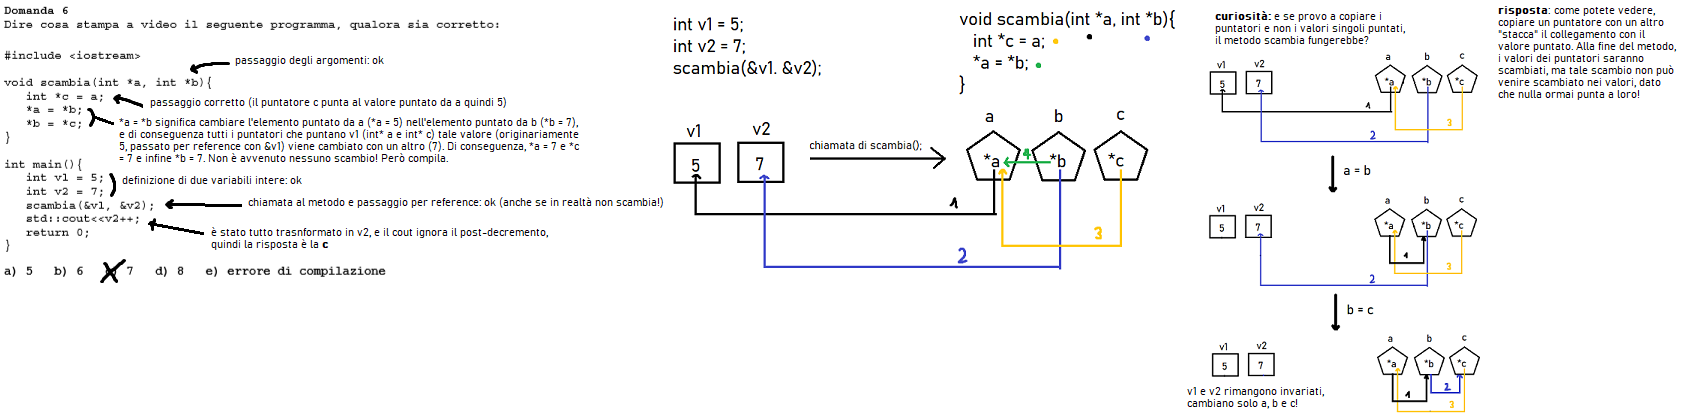 Domanda 6
Dire cosa stampa a video il seguente programma, qualora sia corretto:
#include <iostream>
passaggio degli argomenti: ok
void scambia(int *a, int *b){
int *c = a;
passaggio corretto (il puntatore c punta al valore puntato da a quindi 5)
*a = *b;
*b = *c;
}
*a = *b significa cambiare l'elemento puntato da a (*a = 5) nell'elemento puntato da b (*b = 7),
e di conseguenza tutti i puntatori che puntano v1 (int* a e int* c) tale valore (originariamente
5, passato per reference con &v1) viene cambiato con un altro (7). Di conseguenza, *a = 7 e *c
= 7 e infine *b = 7. Non è avvenuto nessuno scambio! Però compila.
int main(){
int v1 = 5;
int v2 = 7;
definizione di due variabili intere: ok
scambia(&v1, &v2);
chiamata al metodo e passaggio per reference: ok (anche se in realtà non scambia!)
std::cout<<v2++;
return 0;
}
è stato tutto trasnformato in v2, e il cout ignora il post-decremento,
quindi la risposta è la c
a) 5 b) 6 7 d) 8 e) errore di compilazione
int v1 = 5;
int v2 = 7;
scambia(&v1. &v2);
void scambia(int *a, int *b){
int *c = a;
*a = *b;
}
v1
v2
5
7
chiamata di scambia();
a
b
c
*a
4
*b
*c
1
2
3
curiosità: e se provo a copiare i
puntatori e non i valori singoli puntati,
il metodo scambia fungerebbe?
v1
v2
5
7
a
b
c
*a
*b
*c
1
2
3
a = b
v1
v2
5
7
a
b
c
*a
*b
*c
1
2
3
b = c
v1
v2
5
7
a
b
c
*a
*b
*c
1
2
3
v1 e v2 rimangono invariati,
cambiano solo a, b e c!
risposta: come potete vedere,
copiare un puntatore con un altro
"stacca" il collegamento con il
valore puntato. Alla fine del metodo,
i valori dei puntatori saranno
scambiati, ma tale scambio non può
venire scambiato nei valori, dato
che nulla ormai punta a loro!